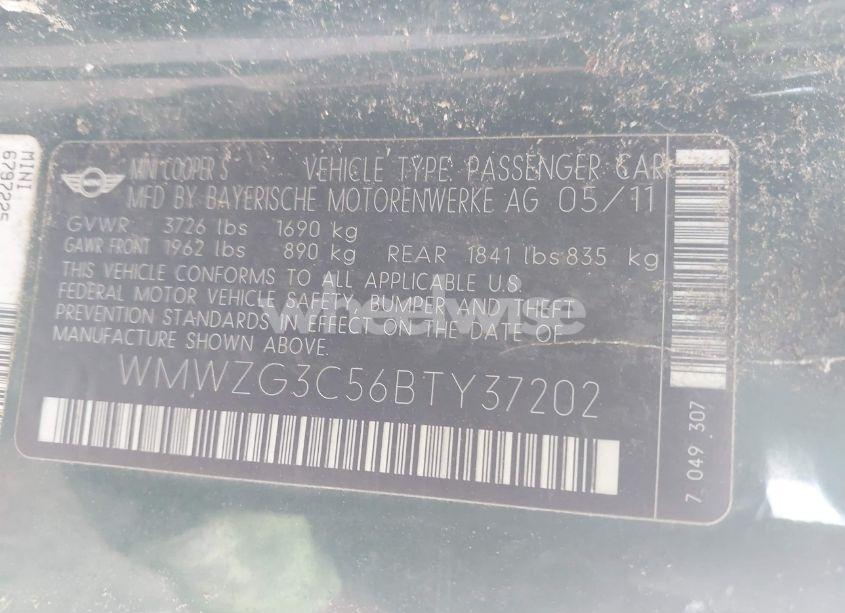 MINI
6797225
MINI COOPER S VEHICLE TYPE: PASSENGER CAR
MFD BY BAYERISCHE MOTORENWERKE AG 05/11
GVWR 3726 lbs 1690 kg
GAWR FRONT 1962 lbs 890 kg REAR 1841 lbs 835 kg
THIS VEHICLE CONFORMS TO ALL APPLICABLE U.S.
FEDERAL MOTOR VEHICLE SAFETY, BUMPER AND THEFT
PREVENTION STANDARDS IN EFFECT ON THE DATE OF
MANUFACTURE SHOWN ABOVE.
wheelwise
WMWZG3C56BTY37202
7 049 307